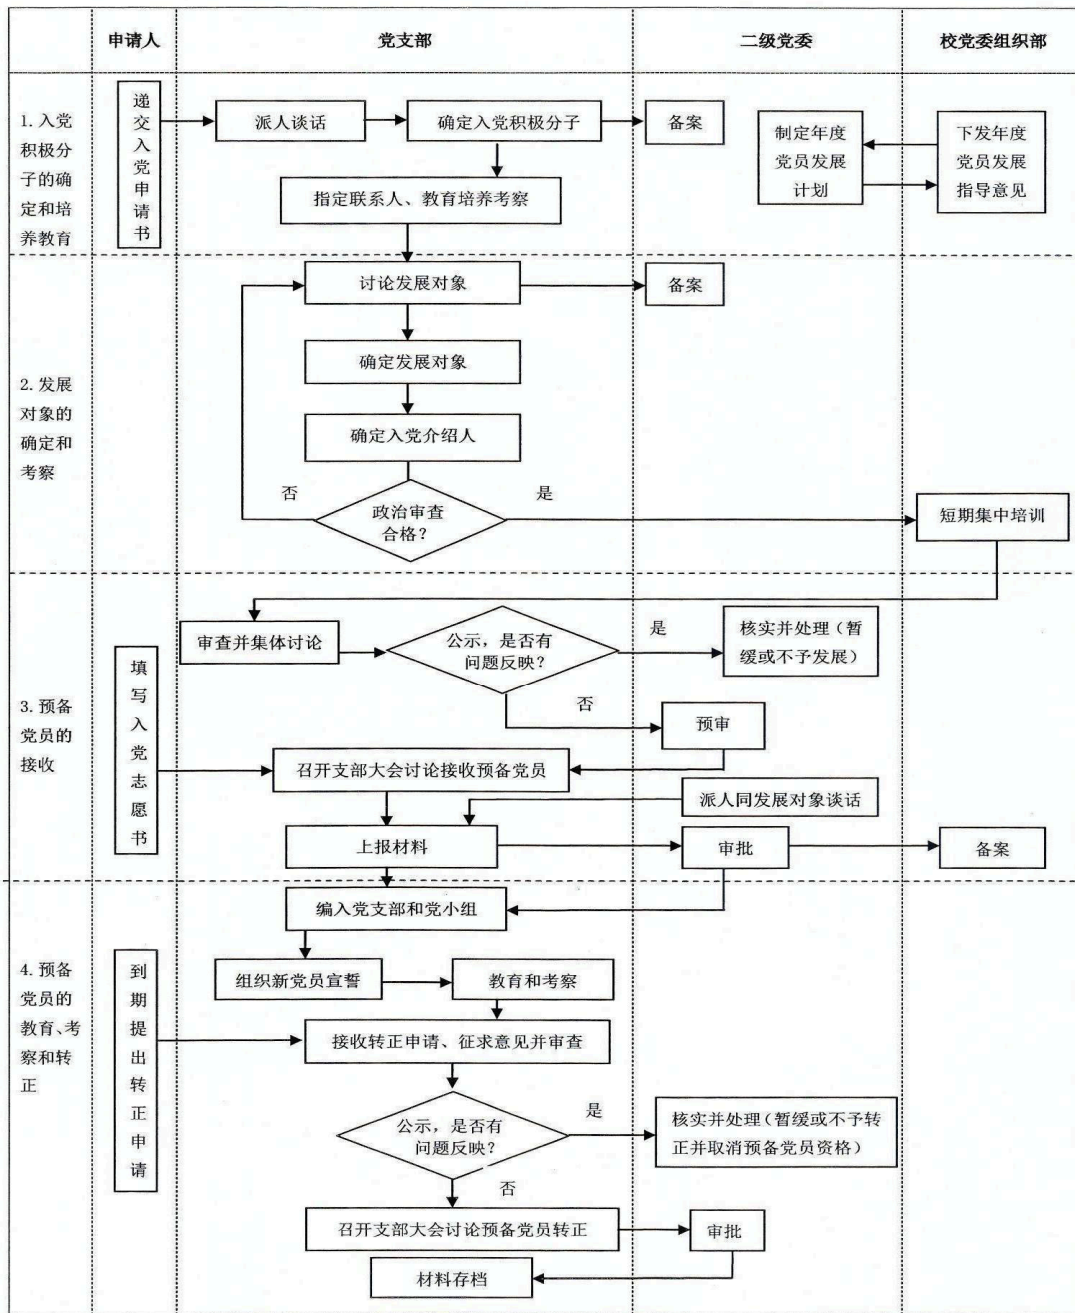 申请人
党支部
二级党委
校党委组织部
1. 入党
积极分
子的确
定和培
养教育
递交入党申请书
派人谈话
确定入党积极分子
备案
制定年度
党员发展
计划
下发年度
党员发展
指导意见
指定联系人、教育培养考察
2. 发展
对象的
确定和
考察
讨论发展对象
备案
确定发展对象
确定入党介绍人
否
政治审查
合格？
是
短期集中培训
3. 预备
党员的
接收
填写入党志愿书
审查并集体讨论
公示，是否有
问题反映？
是
核实并处理（暂
缓或不予发展）
否
预审
召开支部大会讨论接收预备党员
派人同发展对象谈话
上报材料
审批
备案
4. 预备
党员的
教育、考
察和转
正
到期提出转正申请
编入党支部和党小组
组织新党员宣誓
教育和考察
接收转正申请、征求意见并审查
公示，是否有
问题反映？
是
核实并处理（暂缓或不予转
正并取消预备党员资格）
否
召开支部大会讨论预备党员转正
审批
材料存档